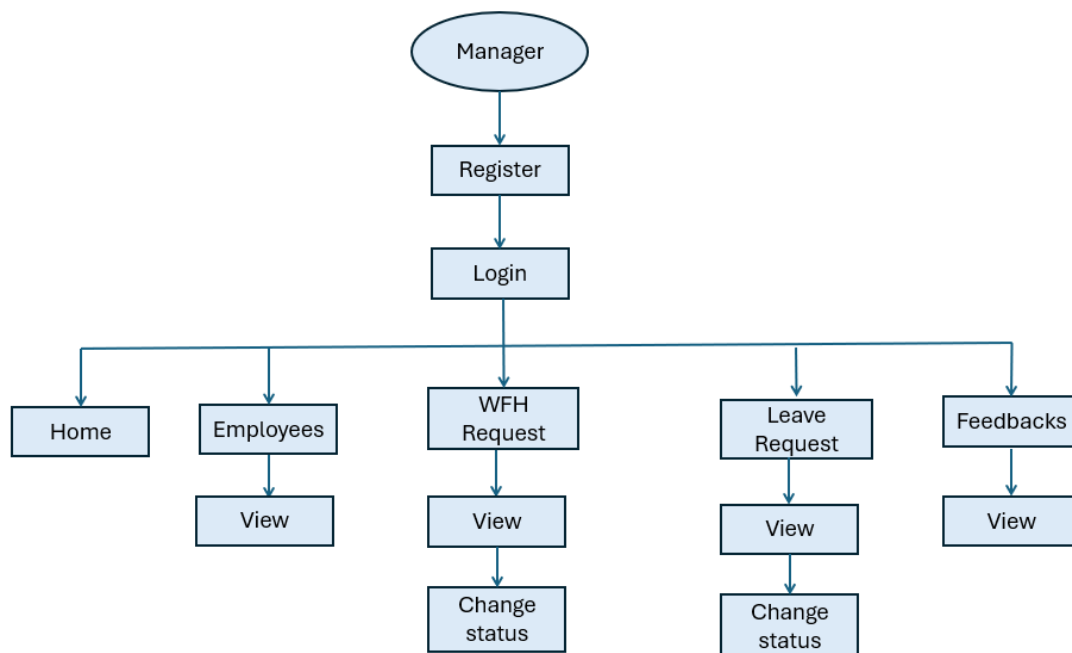 Manager
Register
Login
Home
Employees
WFH
Request
Leave
Request
Feedbacks
View
View
View
View
Change
status
Change
status